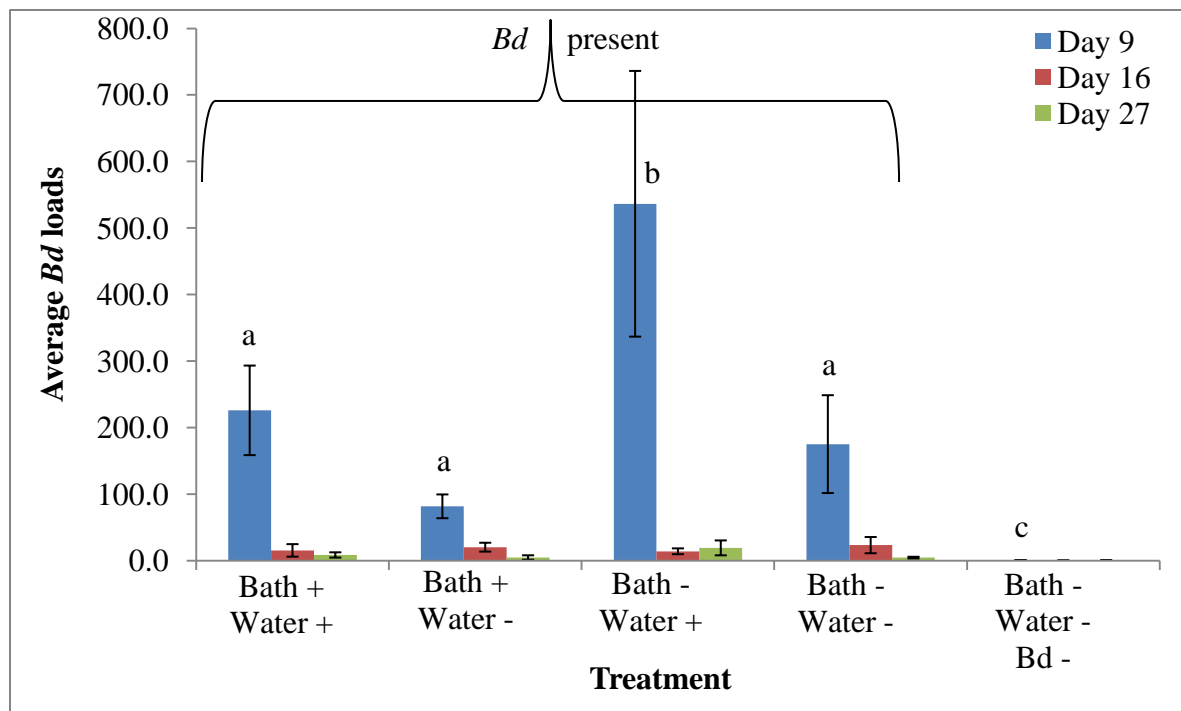 Bd present
Day 9
Day 16
Day 27
800.0
700.0
600.0
500.0
400.0
300.0
200.0
100.0
0.0
Average Bd loads
a
a
b
a
c
Bath +
Water +
Bath +
Water -
Bath -
Water +
Bath -
Water -
Bath -
Water -
Bd -
Treatment